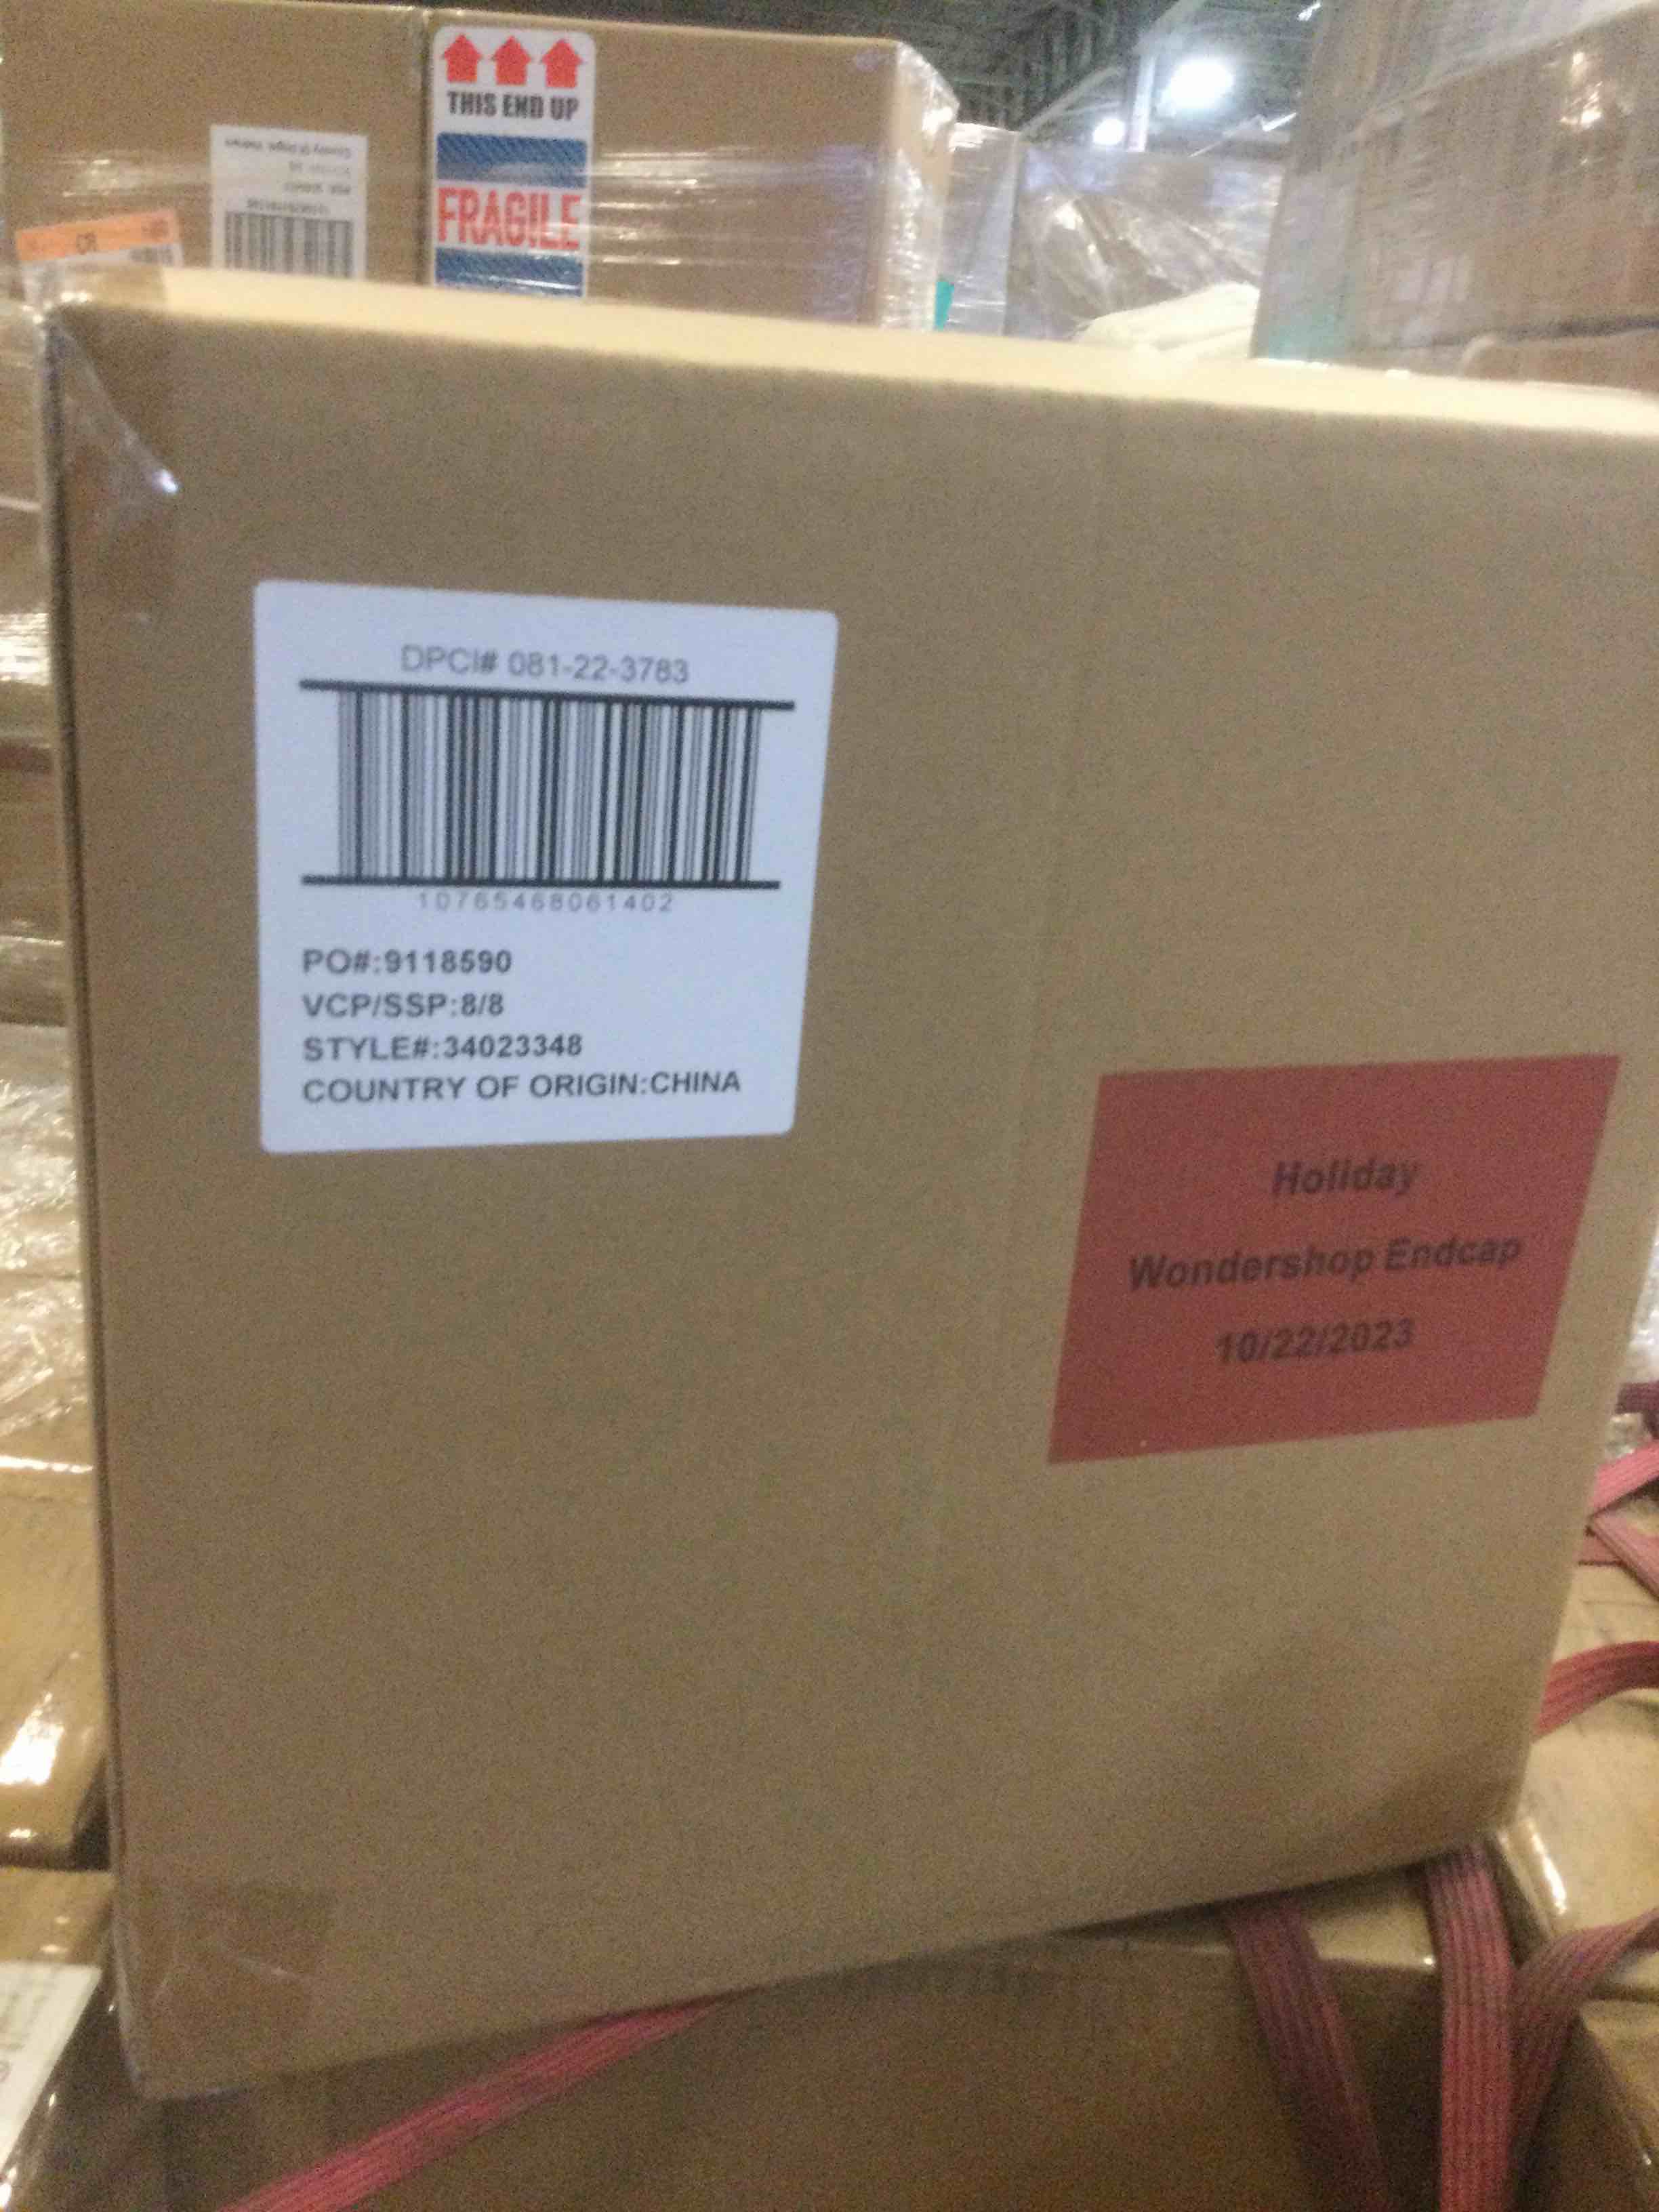 THIS END UP
FRAGILE
CR
DPCI# 081-22-3783
10765468061402
PO#:9118590
VCP/SSP:8/8
STYLE#:34023348
COUNTRY OF ORIGIN:CHINA
Holiday
Wondershop Endcap
10/22/2023